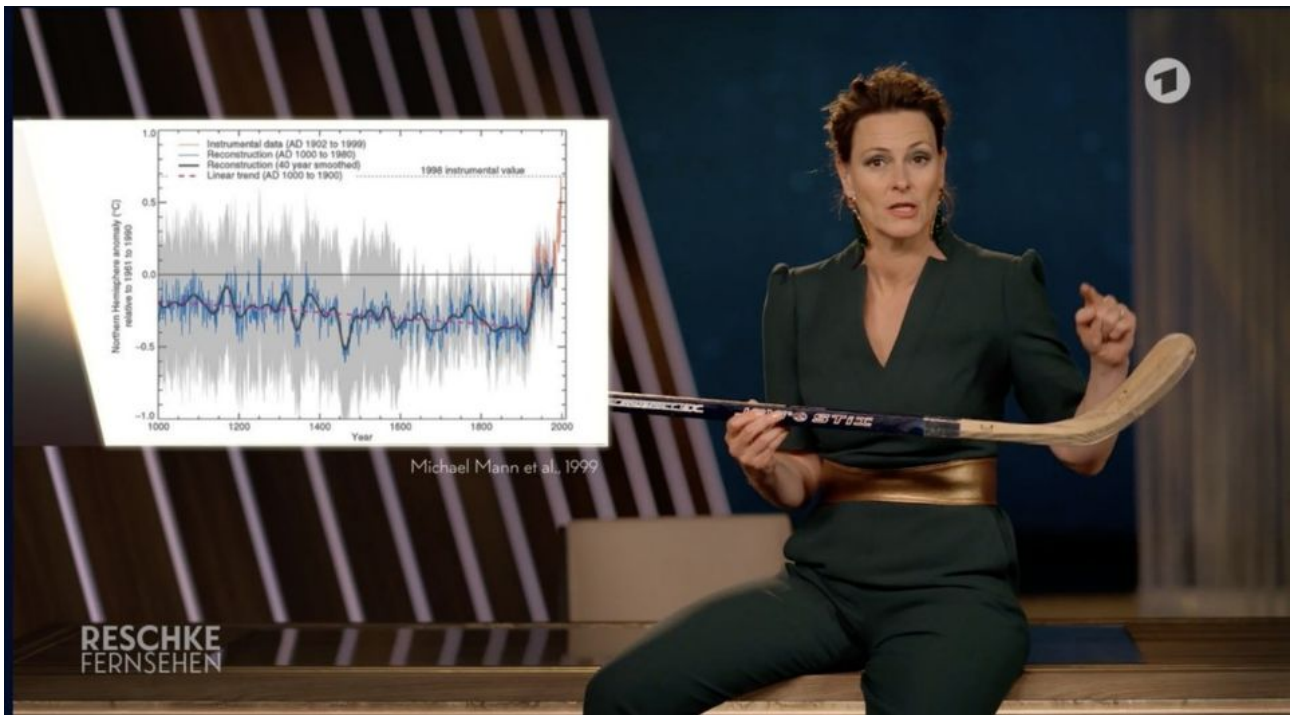 1.0
0.5
0.0
−0.5
−1.0
Northern Hemisphere anomaly (°C)
relative to 1961 to 1990
Instrumental data (AD 1902 to 1999)
Reconstruction (AD 1000 to 1980)
Reconstruction (40 year smoothed)
Linear trend (AD 1000 to 1900)
1998 instrumental value
1000 1200 1400 1600 1800 2000
Year
Michael Mann et al., 1999
STIX
1
RESCHKE
FERNSEHEN